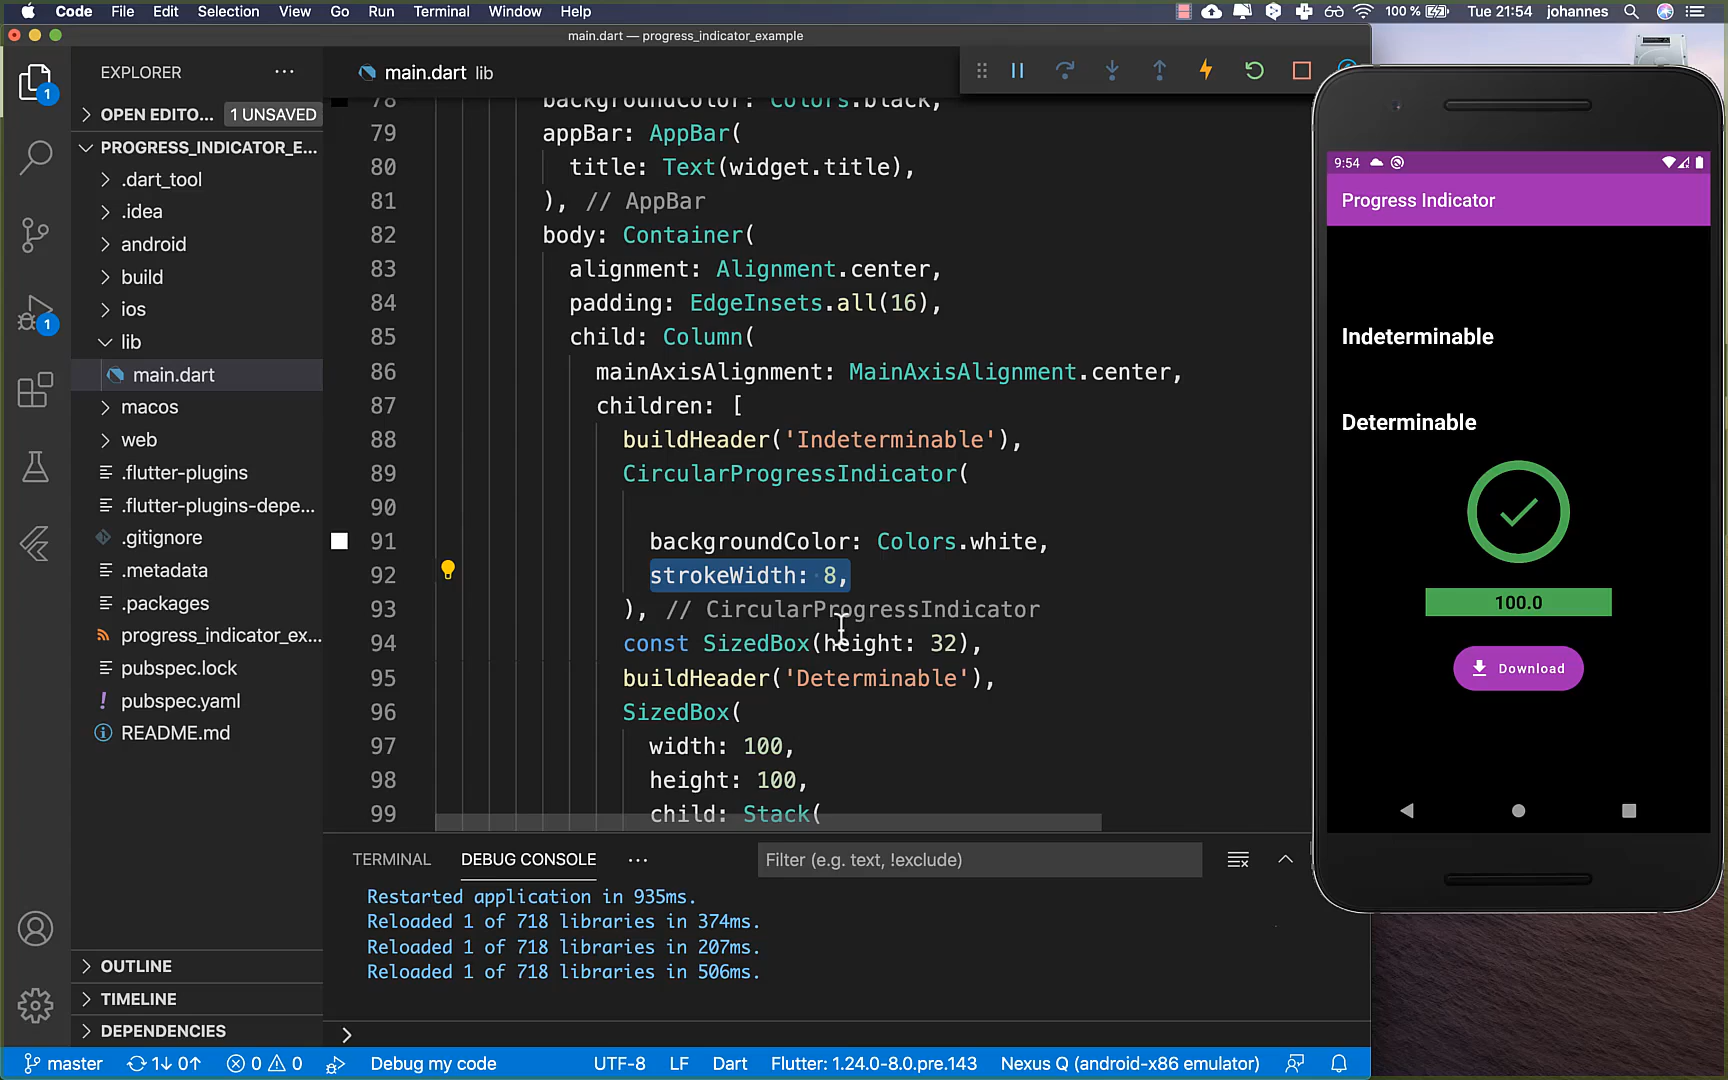 Code File Edit Selection View Go Run Terminal Window Help
100 % Tue 21:54 johannes
main.dart — progress_indicator_example
EXPLORER
OPEN EDITO... 1 UNSAVED
PROGRESS_INDICATOR_E...
.dart_tool
.idea
android
build
ios
lib
main.dart
macos
web
.flutter-plugins
.flutter-plugins-depe...
.gitignore
.metadata
.packages
progress_indicator_ex...
pubspec.lock
pubspec.yaml
README.md
OUTLINE
TIMELINE
DEPENDENCIES
1
1
main.dart lib
78 backgroundColor: Colors.black,
79 appBar: AppBar(
80 title: Text(widget.title),
81 ), // AppBar
82 body: Container(
83 alignment: Alignment.center,
84 padding: EdgeInsets.all(16),
85 child: Column(
86 mainAxisAlignment: MainAxisAlignment.center,
87 children: [
88 buildHeader('Indeterminable'),
89 CircularProgressIndicator(
90
91 backgroundColor: Colors.white,
92 strokeWidth: 8,
93 ), // CircularProgressIndicator
94 const SizedBox(height: 32),
95 buildHeader('Determinable'),
96 SizedBox(
97 width: 100,
98 height: 100,
99 child: Stack(
TERMINAL DEBUG CONSOLE ... Filter (e.g. text, !exclude)
Restarted application in 935ms.
Reloaded 1 of 718 libraries in 374ms.
Reloaded 1 of 718 libraries in 207ms.
Reloaded 1 of 718 libraries in 506ms.
master 1↓ 0↑ 0 0 Debug my code UTF-8 LF Dart Flutter: 1.24.0-8.0.pre.143 Nexus Q (android-x86 emulator)
9:54
Progress Indicator
Indeterminable
Determinable
100.0
Download